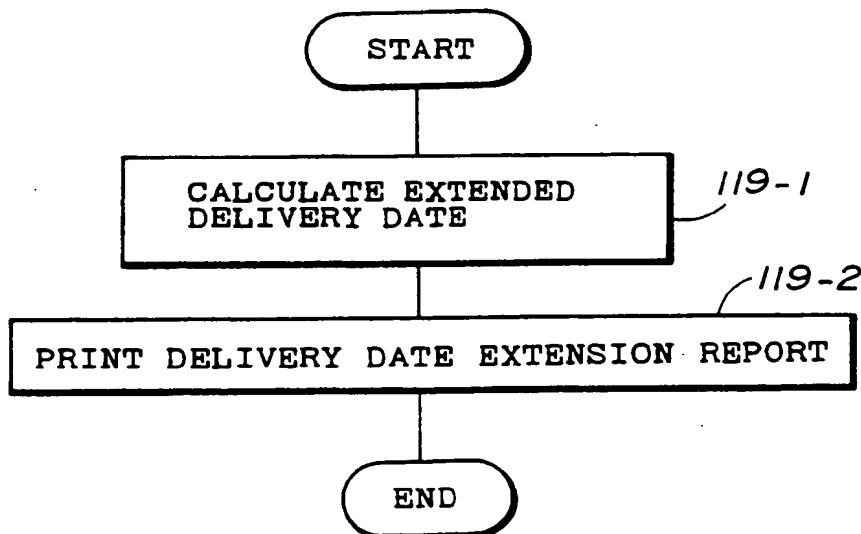 START
CALCULATE EXTENDED
DELIVERY DATE
119-1
119-2
PRINT DELIVERY DATE EXTENSION REPORT
END